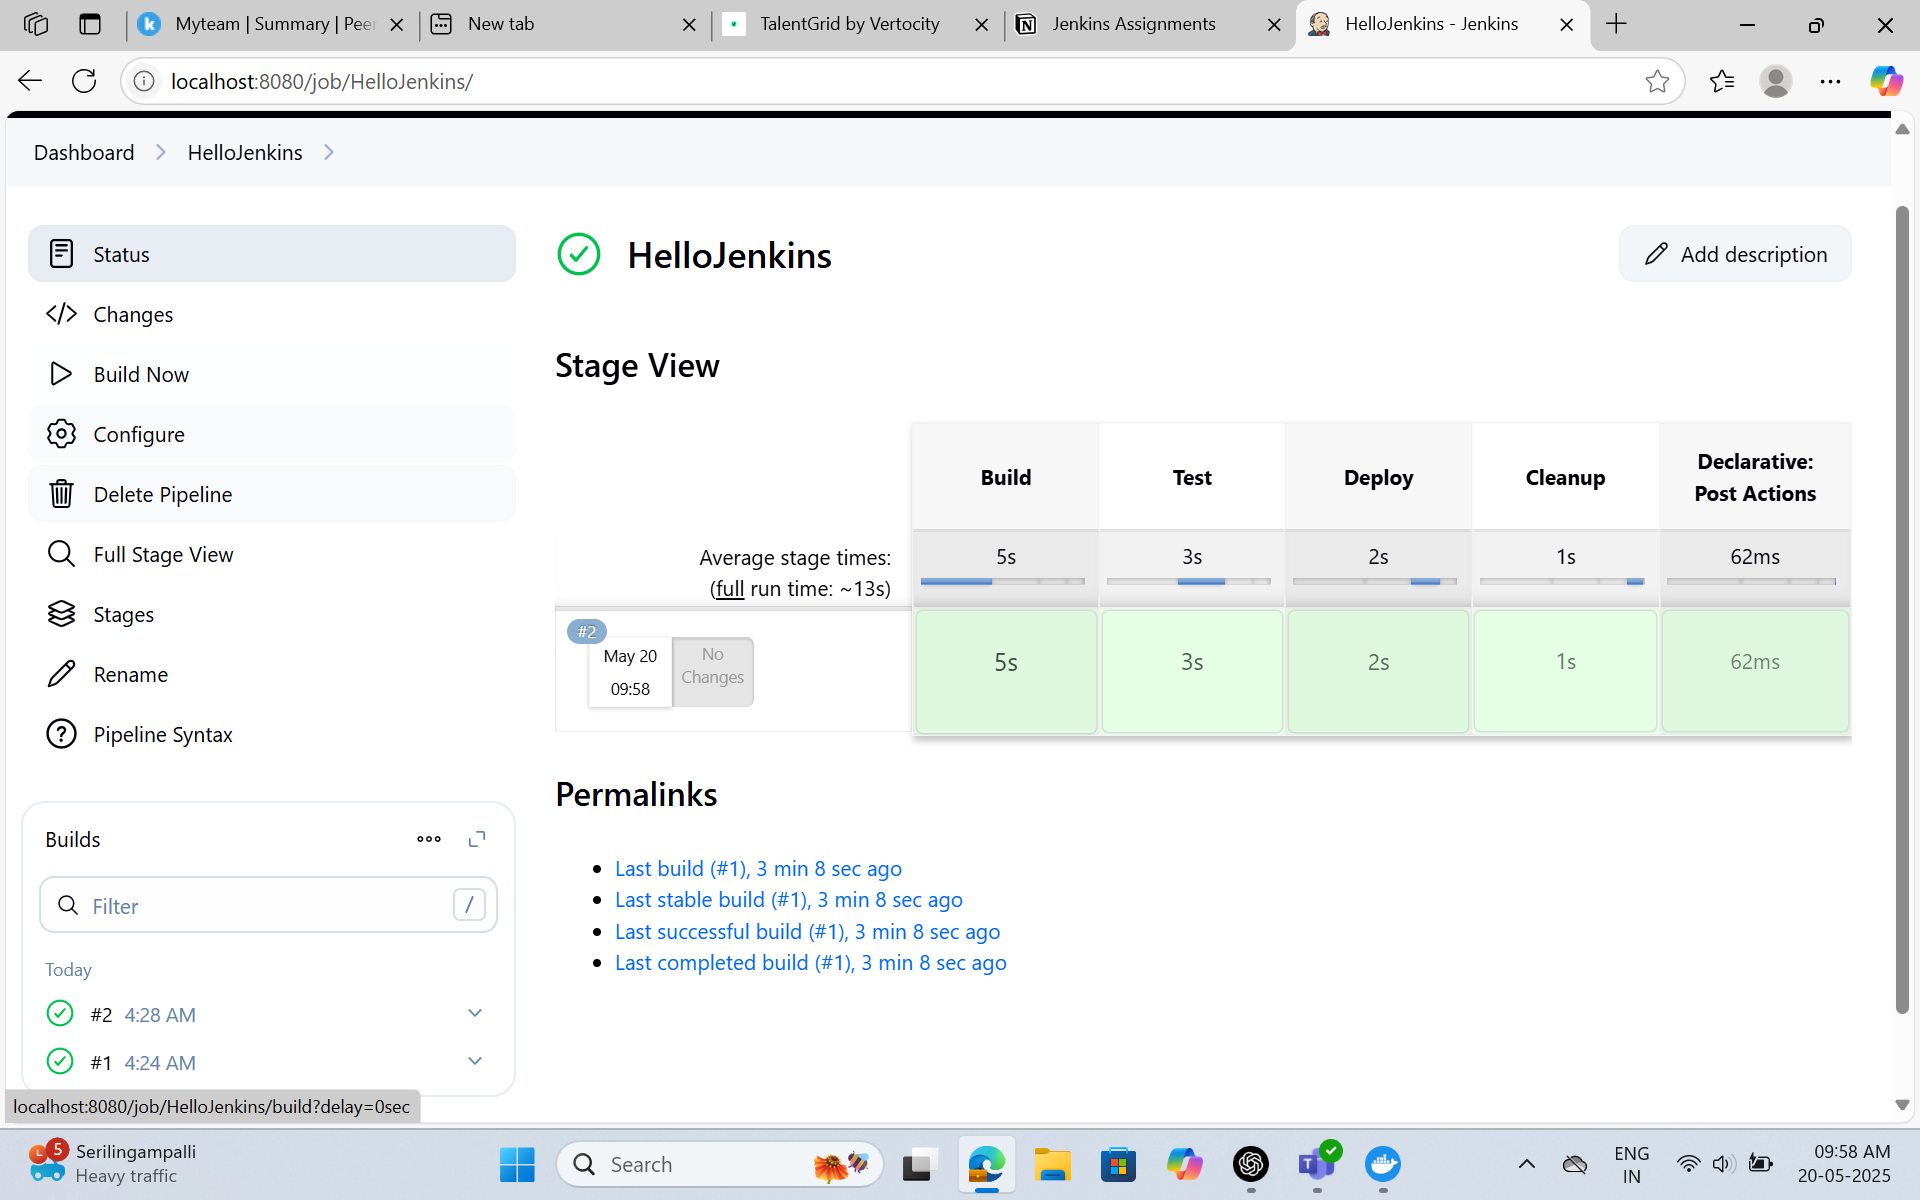 Myteam | Summary | Peer
New tab
TalentGrid by Vertocity
Jenkins Assignments
HelloJenkins - Jenkins
localhost:8080/job/HelloJenkins/
Dashboard
HelloJenkins
Status
Changes
Build Now
Configure
Delete Pipeline
Full Stage View
Stages
Rename
Pipeline Syntax
Builds
Filter
/
Today
#2 4:28 AM
#1 4:24 AM
HelloJenkins
Add description
Stage View
Build
Test
Deploy
Cleanup
Declarative:
Post Actions
Average stage times:
(full run time: ~13s)
5s
3s
2s
1s
62ms
#2
May 20
09:58
No
Changes
5s
3s
2s
1s
62ms
Permalinks
Last build (#1), 3 min 8 sec ago
Last stable build (#1), 3 min 8 sec ago
Last successful build (#1), 3 min 8 sec ago
Last completed build (#1), 3 min 8 sec ago
localhost:8080/job/HelloJenkins/build?delay=0sec
5
Serilingampalli
Heavy traffic
Search
ENG
IN
09:58 AM
20-05-2025